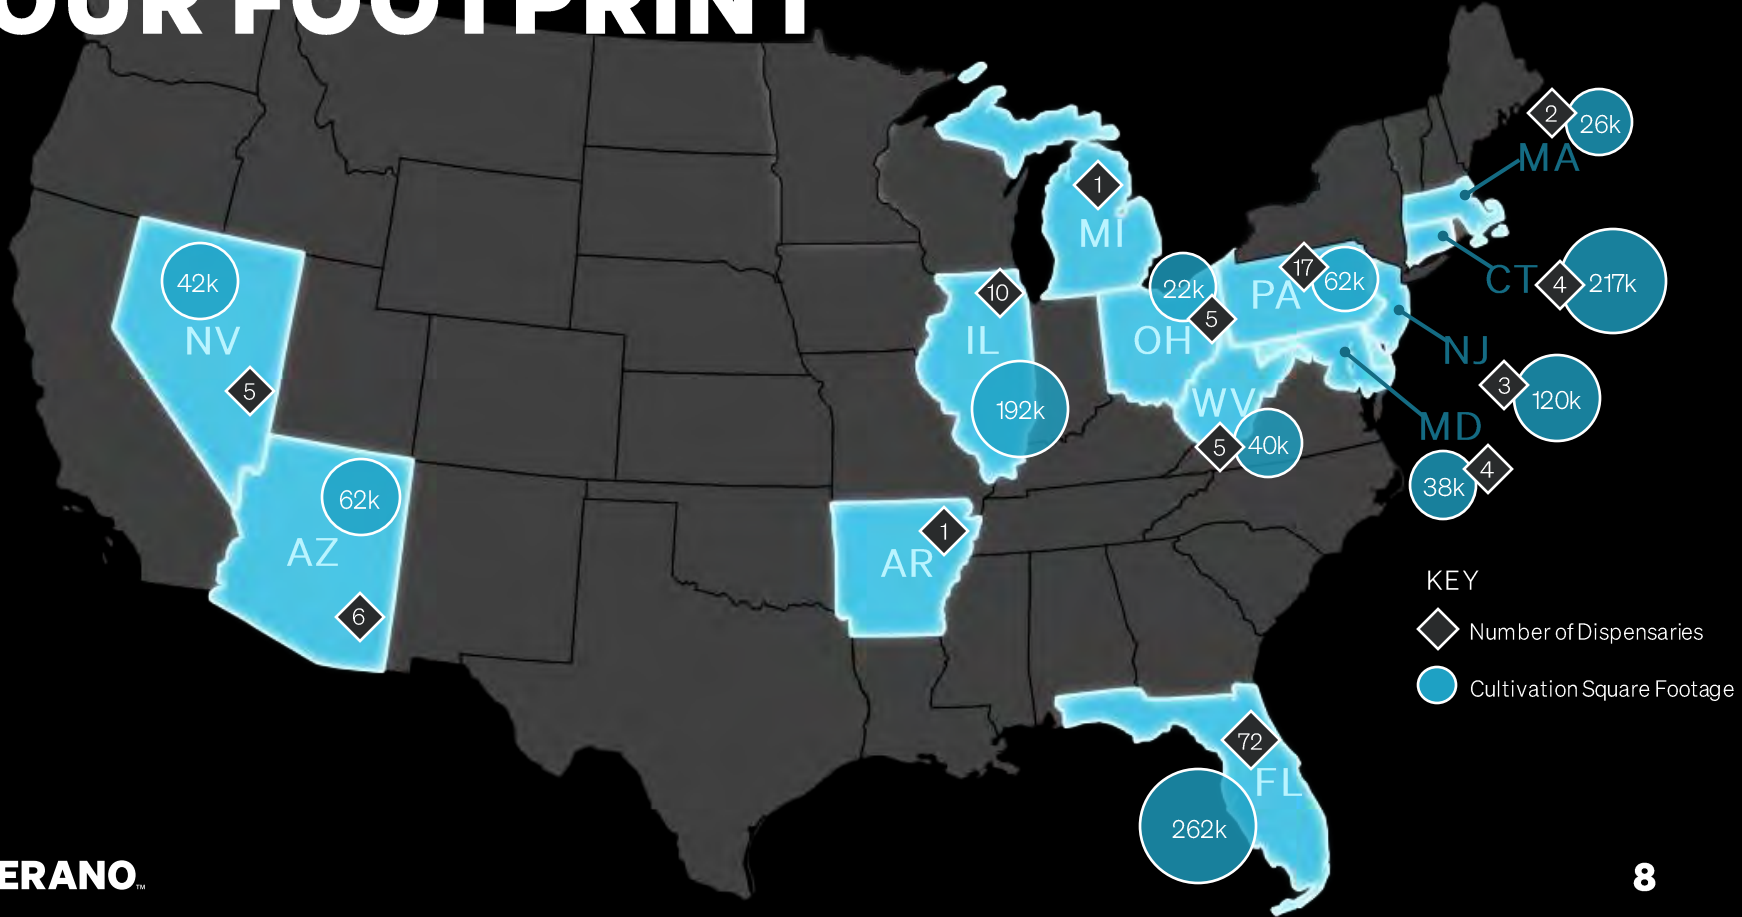 OUR FOOTPRINT
2
26k
MA
1
MI
42k
NV
5
10
IL
192k
22k
OH
5
17
PA
62k
CT
4
217k
NJ
3
120k
WV
5
40k
MD
38k
4
62k
AZ
6
1
AR
KEY
Number of Dispensaries
Cultivation Square Footage
72
FL
262k
ERANO™
8